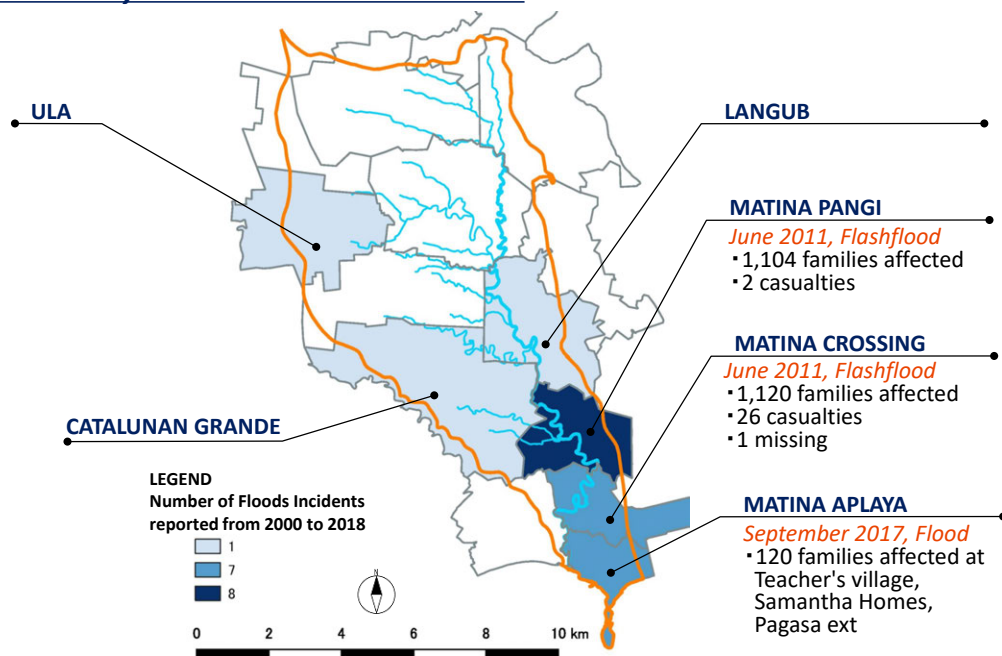 ULA
LANGUB
MATINA PANGI
June 2011, Flashflood
・1,104 families affected
・2 casualties
MATINA CROSSING
June 2011, Flashflood
・1,120 families affected
・26 casualties
・1 missing
CATALUNAN GRANDE
MATINA APLAYA
September 2017, Flood
・120 families affected at
Teacher's village,
Samantha Homes,
Pagasa ext
LEGEND
Number of Floods Incidents
reported from 2000 to 2018
1
7
8
N
0 2 4 6 8 10 km